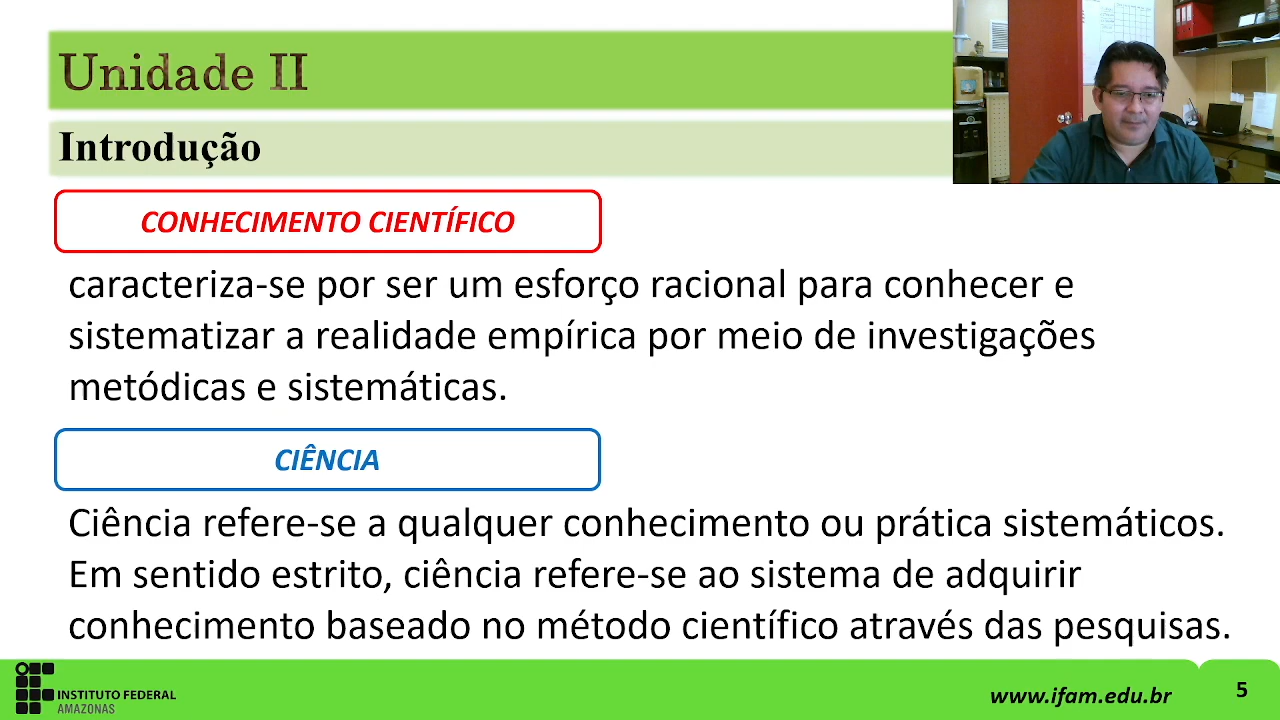 Unidade II
Introdução
CONHECIMENTO CIENTÍFICO
caracteriza-se por ser um esforço racional para conhecer e
sistematizar a realidade empírica por meio de investigações
metódicas e sistemáticas.
CIÊNCIA
Ciência refere-se a qualquer conhecimento ou prática sistemáticos.
Em sentido estrito, ciência refere-se ao sistema de adquirir
conhecimento baseado no método científico através das pesquisas.
INSTITUTO FEDERAL
AMAZONAS
www.ifam.edu.br
5